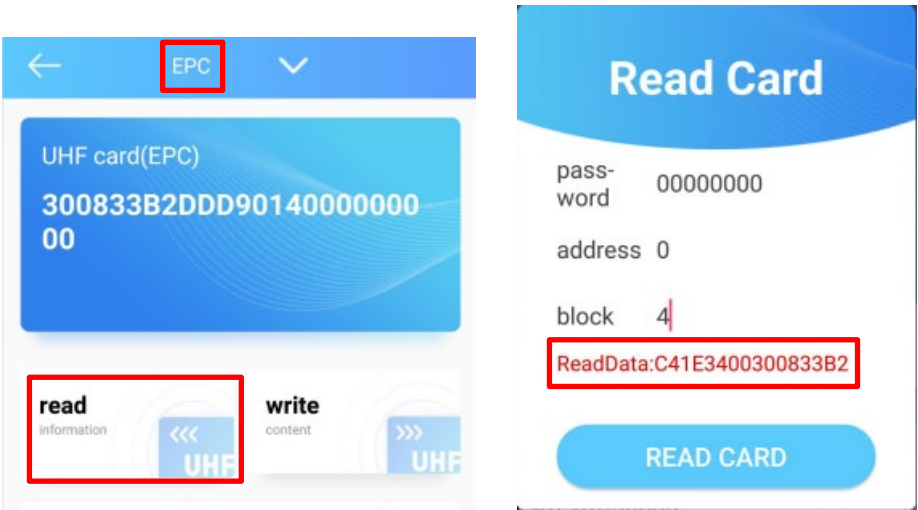 EPC
UHF card(EPC)
300833B2DDD90140000000
00
read
information
<<<
UHF
write
content
>>>
UHF
Read Card
pass-
word
00000000
address 0
block 4
ReadData:C41E3400300833B2
READ CARD